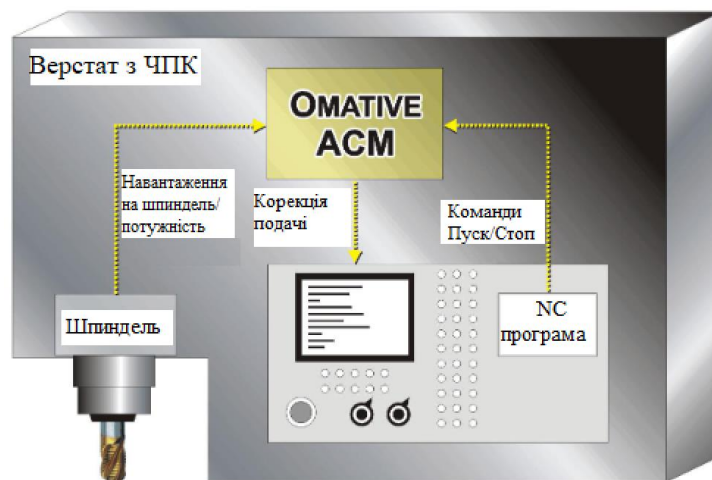 Верстат з ЧПК
OMATIVE
ACM
Навантаження
на шпиндель/
потужність
Корекція
подачі
Команди
Пуск/Стоп
Шпиндель
NC
програма